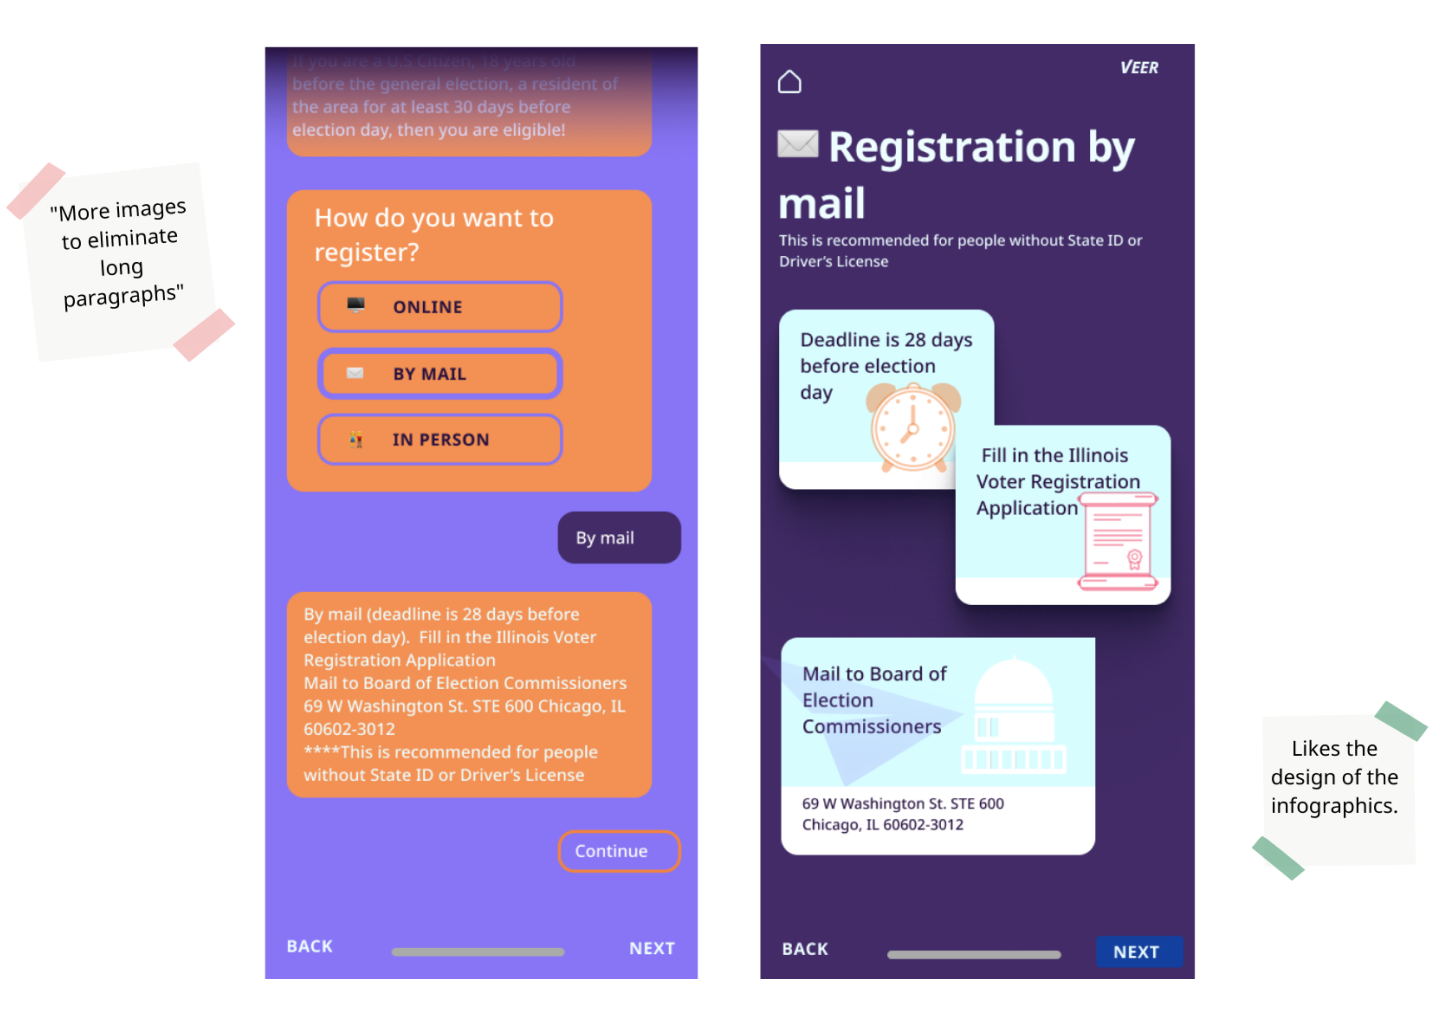 "More images
to eliminate
long
paragraphs"
If you are a U.S Citizen, 18 years old
before the general election, a resident of
the area for at least 30 days before
election day, then you are eligible!
How do you want to
register?
ONLINE
BY MAIL
IN PERSON
By mail
By mail (deadline is 28 days before
election day).  Fill in the Illinois Voter
Registration Application
Mail to Board of Election Commissioners
69 W Washington St. STE 600 Chicago, IL
60602-3012
****This is recommended for people
without State ID or Driver's License
Continue
BACK
NEXT
VEER
Registration by
mail
This is recommended for people without State ID or
Driver's License
Deadline is 28 days
before election
day
Fill in the Illinois
Voter Registration
Application
Mail to Board of
Election
Commissioners
69 W Washington St. STE 600
Chicago, IL 60602-3012
BACK
NEXT
Likes the
design of the
infographics.